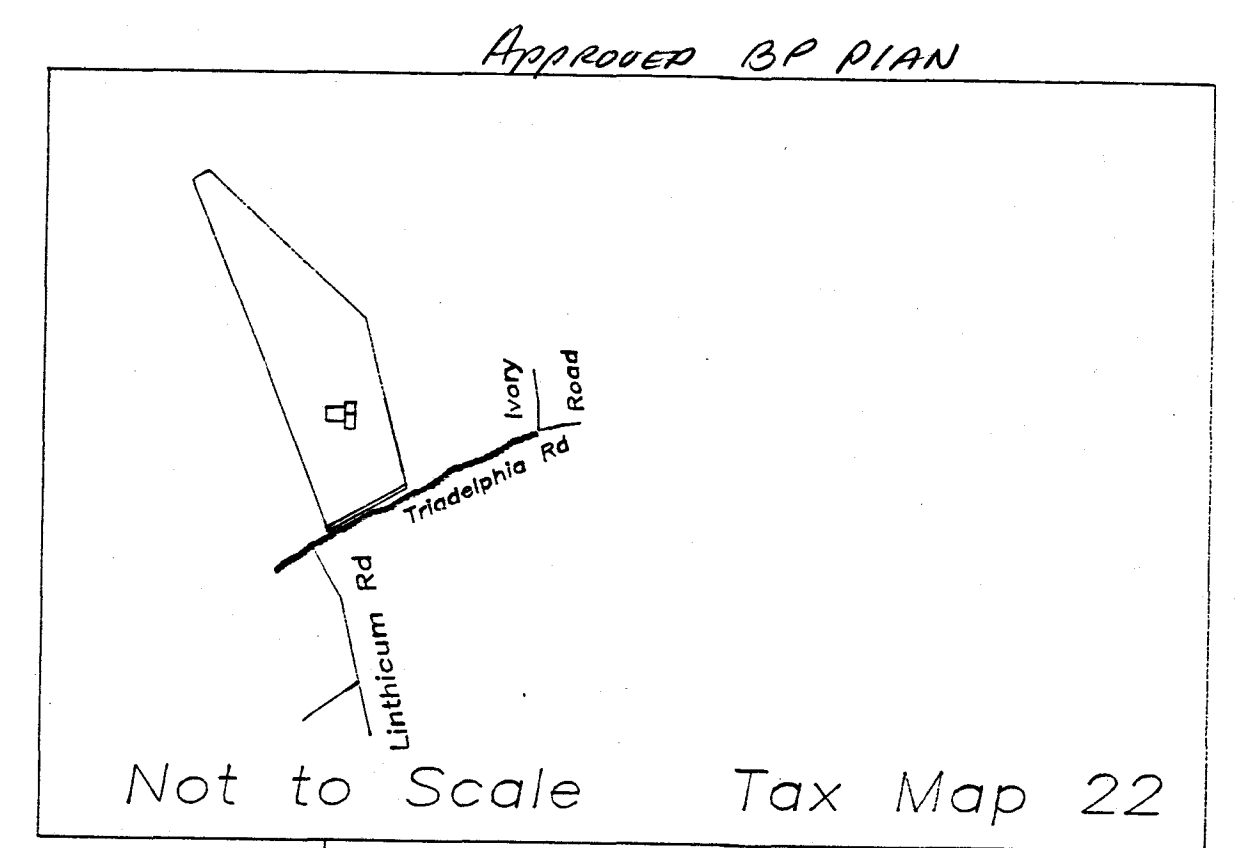 APPROVED BP PLAN
Ivory
Road
Triadelphia Rd
Linthicum Rd
Not to Scale Tax Map 22